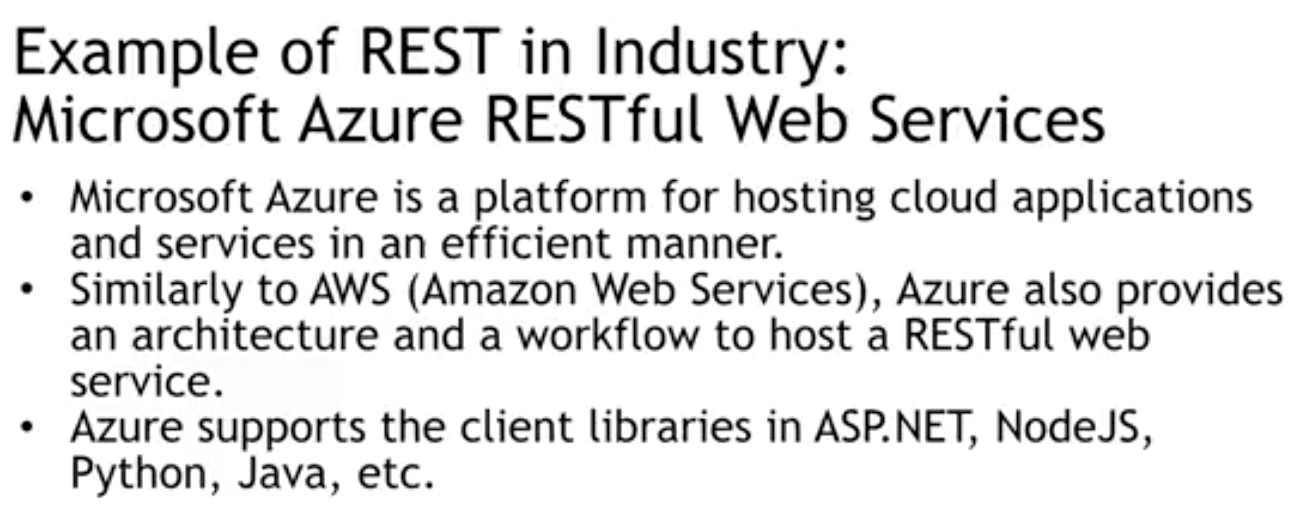 Example of REST in Industry:
Microsoft Azure RESTful Web Services
• Microsoft Azure is a platform for hosting cloud applications
and services in an efficient manner.
• Similarly to AWS (Amazon Web Services), Azure also provides
an architecture and a workflow to host a RESTful web
service.
• Azure supports the client libraries in ASP.NET, NodeJS,
Python, Java, etc.